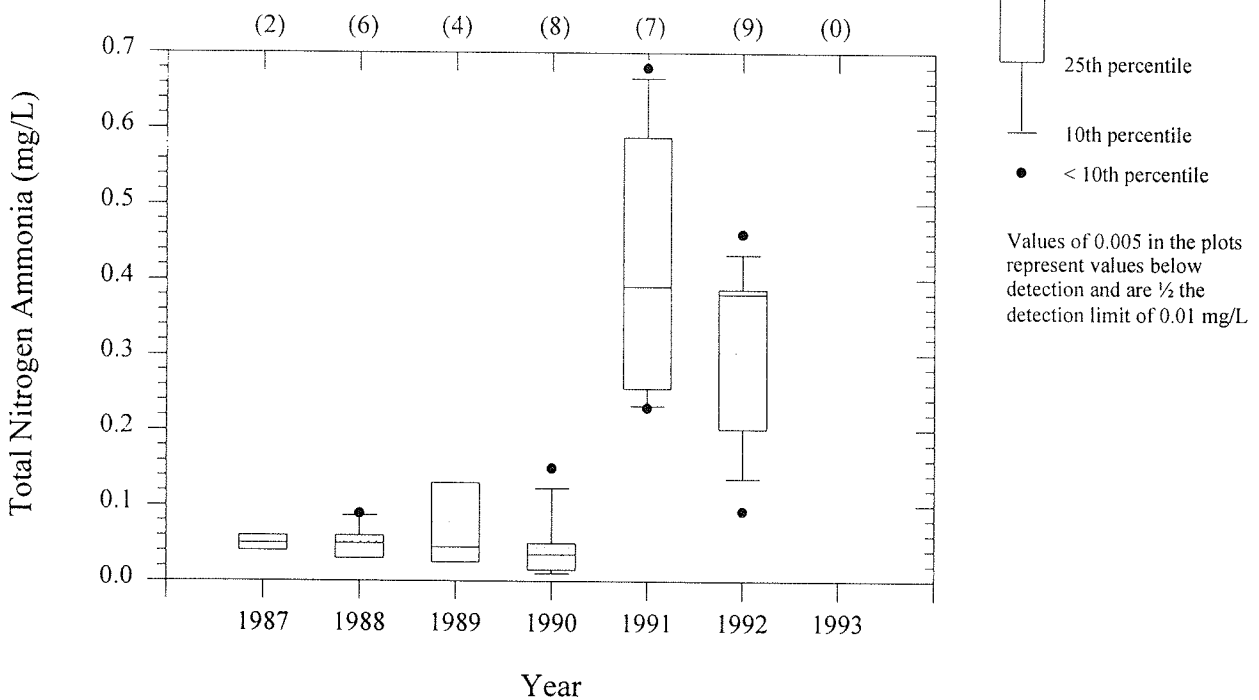 (2) (6) (4) (8) (7) (9) (0)
0.7
0.6
0.5
0.4
0.3
0.2
0.1
0.0
Total Nitrogen Ammonia (mg/L)
1987 1988 1989 1990 1991 1992 1993
Year
25th percentile
10th percentile
< 10th percentile
Values of 0.005 in the plots
represent values below
detection and are ½ the
detection limit of 0.01 mg/L